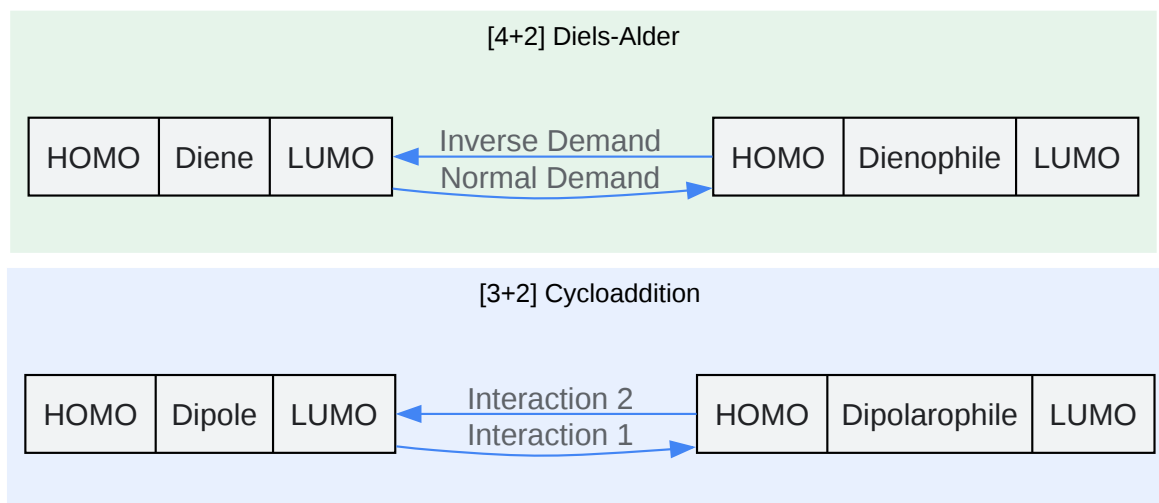 [4+2] Diels-Alder
Inverse Demand
HOMO Diene LUMO HOMO Dienophile LUMO
Normal Demand
[3+2] Cycloaddition
Interaction 2
HOMO Dipole LUMO HOMO Dipolarophile LUMO
Interaction 1